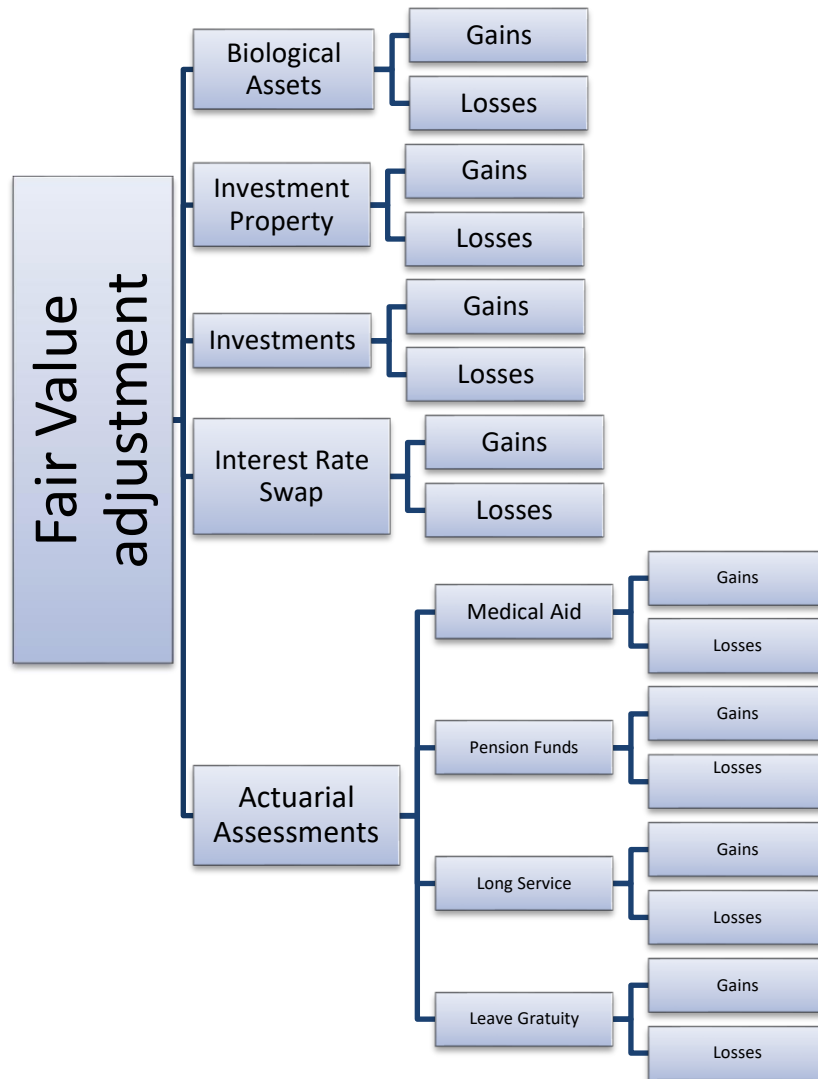 Fair Value
adjustment
Biological
Assets
Gains
Losses
Investment
Property
Gains
Losses
Investments
Gains
Losses
Interest Rate
Swap
Gains
Losses
Actuarial
Assessments
Medical Aid
Gains
Losses
Pension Funds
Gains
Losses
Long Service
Gains
Losses
Leave Gratuity
Gains
Losses